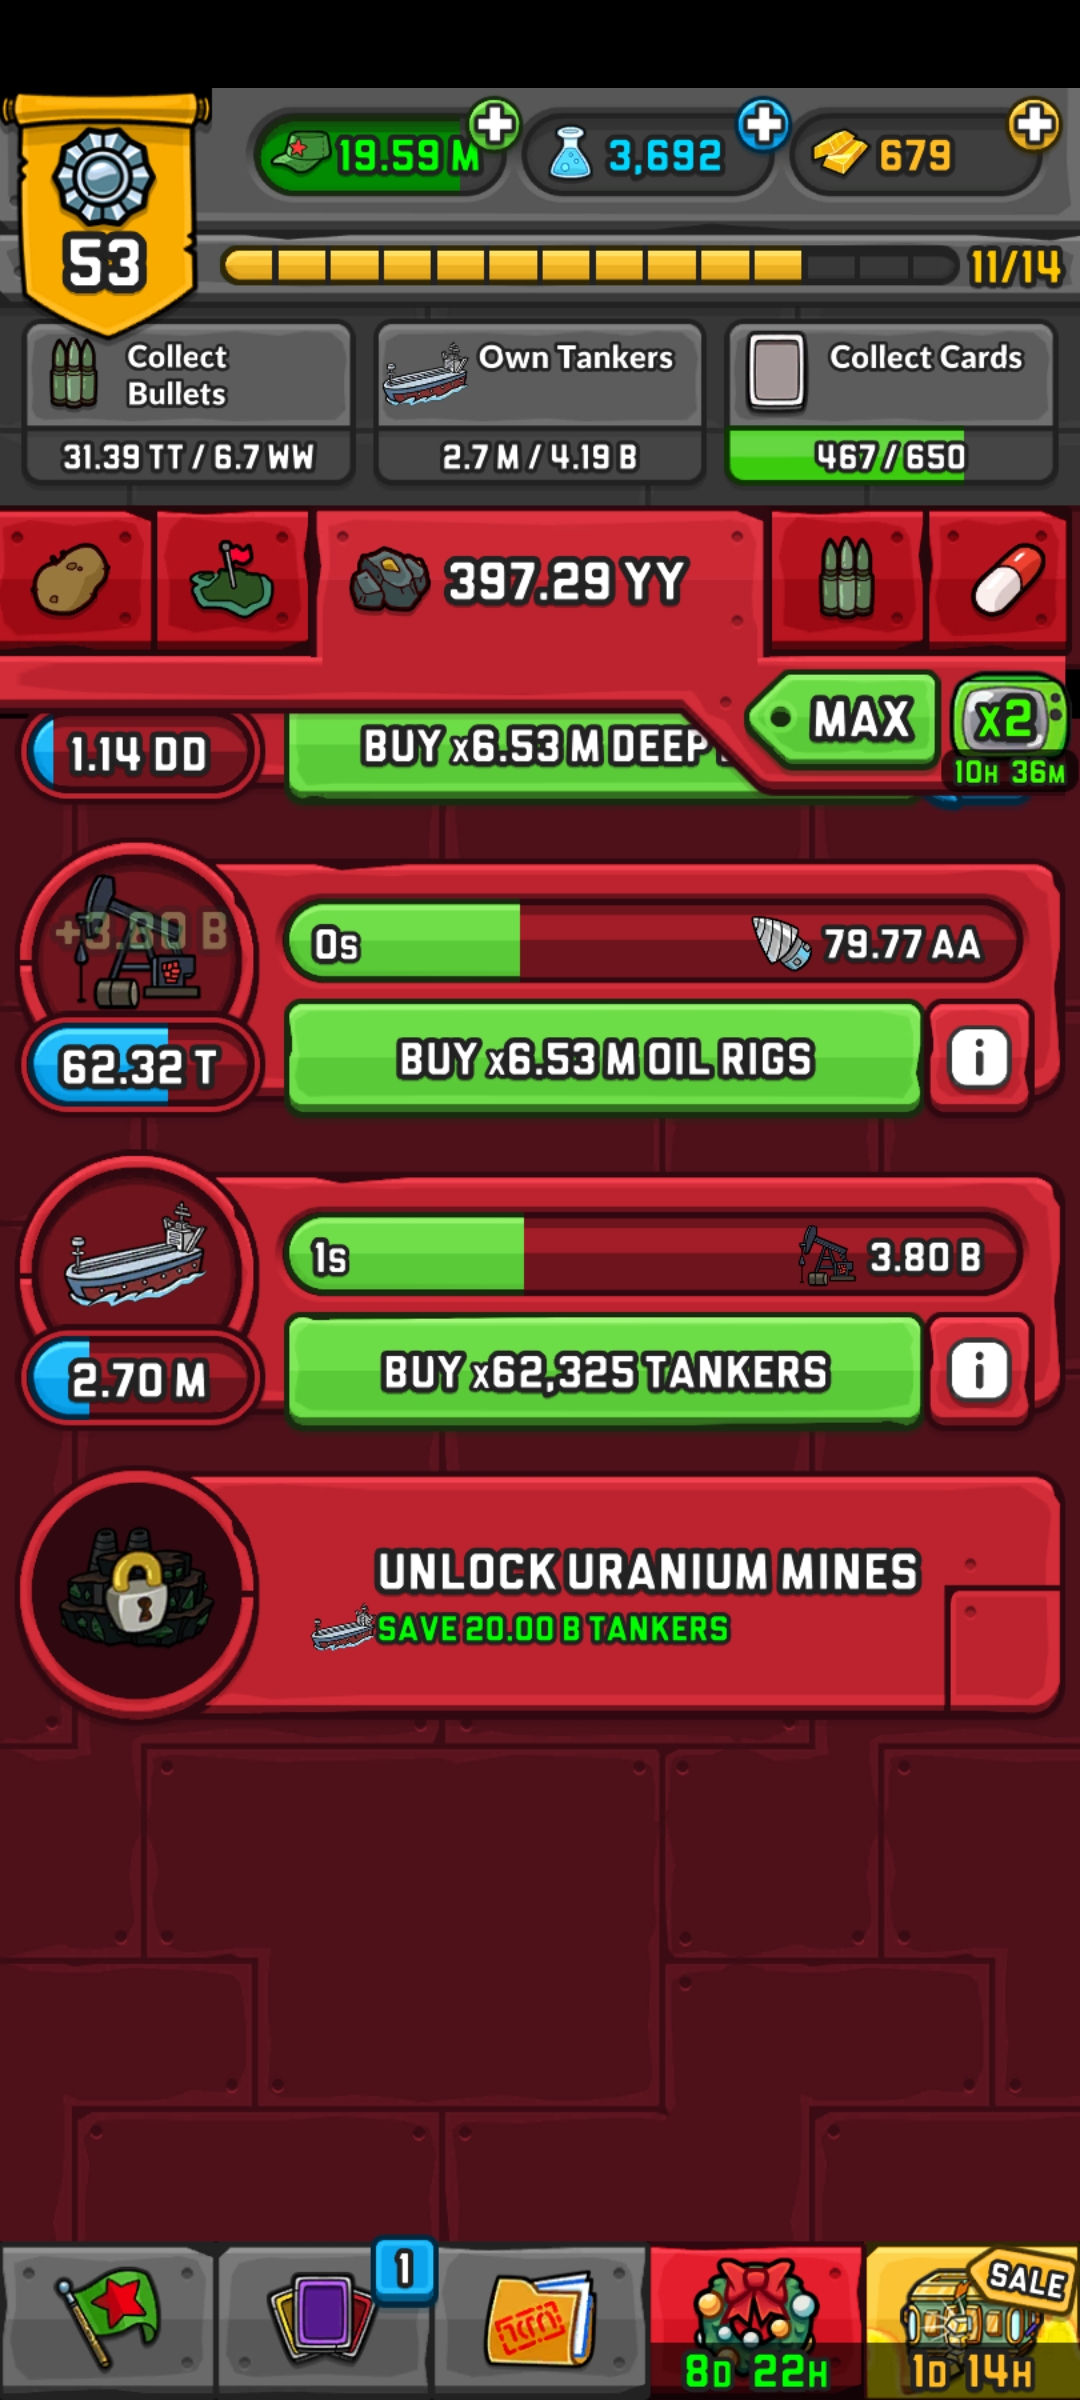 19.59 M
3,692
679
53
11/14
Collect
Bullets
Own Tankers
Collect Cards
31.39 TT / 6.7 WW
2.7 M / 4.19 B
467/650
397.29 YY
MAX
x2
10H 36M
1.14 DD
BUY x6.53 M DEEP
+3.80 B
0s
79.77 AA
62.32 T
BUY x6.53 M OIL RIGS
i
1s
3.80 B
2.70 M
BUY x62,325 TANKERS
i
UNLOCK URANIUM MINES
SAVE 20.00 B TANKERS
1
SALE
8D 22H
1D 14H